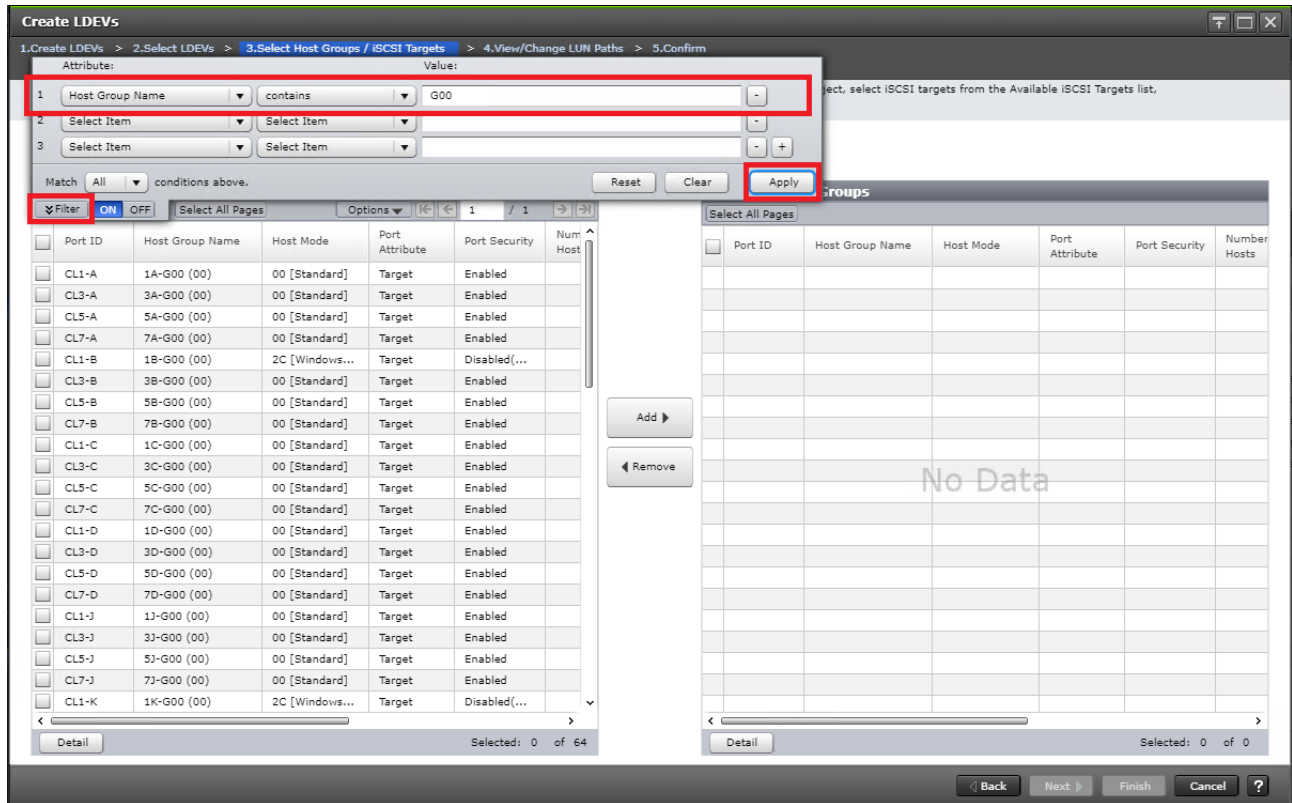 Create LDEVs
1.Create LDEVs > 2.Select LDEVs > 3.Select Host Groups / iSCSI Targets > 4.View/Change LUN Paths > 5.Confirm
Attribute: Value:
1 Host Group Name contains G00 -
ject, select iSCSI targets from the Available iSCSI Targets list,
2 Select Item Select Item -
3 Select Item Select Item - +
Match All conditions above. Reset Clear Apply
Groups
Filter ON OFF Select All Pages Options 1 / 1
Select All Pages
Port ID Host Group Name Host Mode Port Attribute Port Security Num Host
Port ID Host Group Name Host Mode Port Attribute Port Security Number Hosts
CL1-A 1A-G00 (00) 00 [Standard] Target Enabled
CL3-A 3A-G00 (00) 00 [Standard] Target Enabled
CL5-A 5A-G00 (00) 00 [Standard] Target Enabled
CL7-A 7A-G00 (00) 00 [Standard] Target Enabled
CL1-B 1B-G00 (00) 2C [Windows... Target Disabled(...
CL3-B 3B-G00 (00) 00 [Standard] Target Enabled
CL5-B 5B-G00 (00) 00 [Standard] Target Enabled
CL7-B 7B-G00 (00) 00 [Standard] Target Enabled
CL1-C 1C-G00 (00) 00 [Standard] Target Enabled
CL3-C 3C-G00 (00) 00 [Standard] Target Enabled
CL5-C 5C-G00 (00) 00 [Standard] Target Enabled
CL7-C 7C-G00 (00) 00 [Standard] Target Enabled
CL1-D 1D-G00 (00) 00 [Standard] Target Enabled
CL3-D 3D-G00 (00) 00 [Standard] Target Enabled
CL5-D 5D-G00 (00) 00 [Standard] Target Enabled
CL7-D 7D-G00 (00) 00 [Standard] Target Enabled
CL1-J 1J-G00 (00) 00 [Standard] Target Enabled
CL3-J 3J-G00 (00) 00 [Standard] Target Enabled
CL5-J 5J-G00 (00) 00 [Standard] Target Enabled
CL7-J 7J-G00 (00) 00 [Standard] Target Enabled
CL1-K 1K-G00 (00) 2C [Windows... Target Disabled(...
Add
Remove
No Data
Detail Selected: 0 of 64
Detail Selected: 0 of 0
Back Next Finish Cancel ?